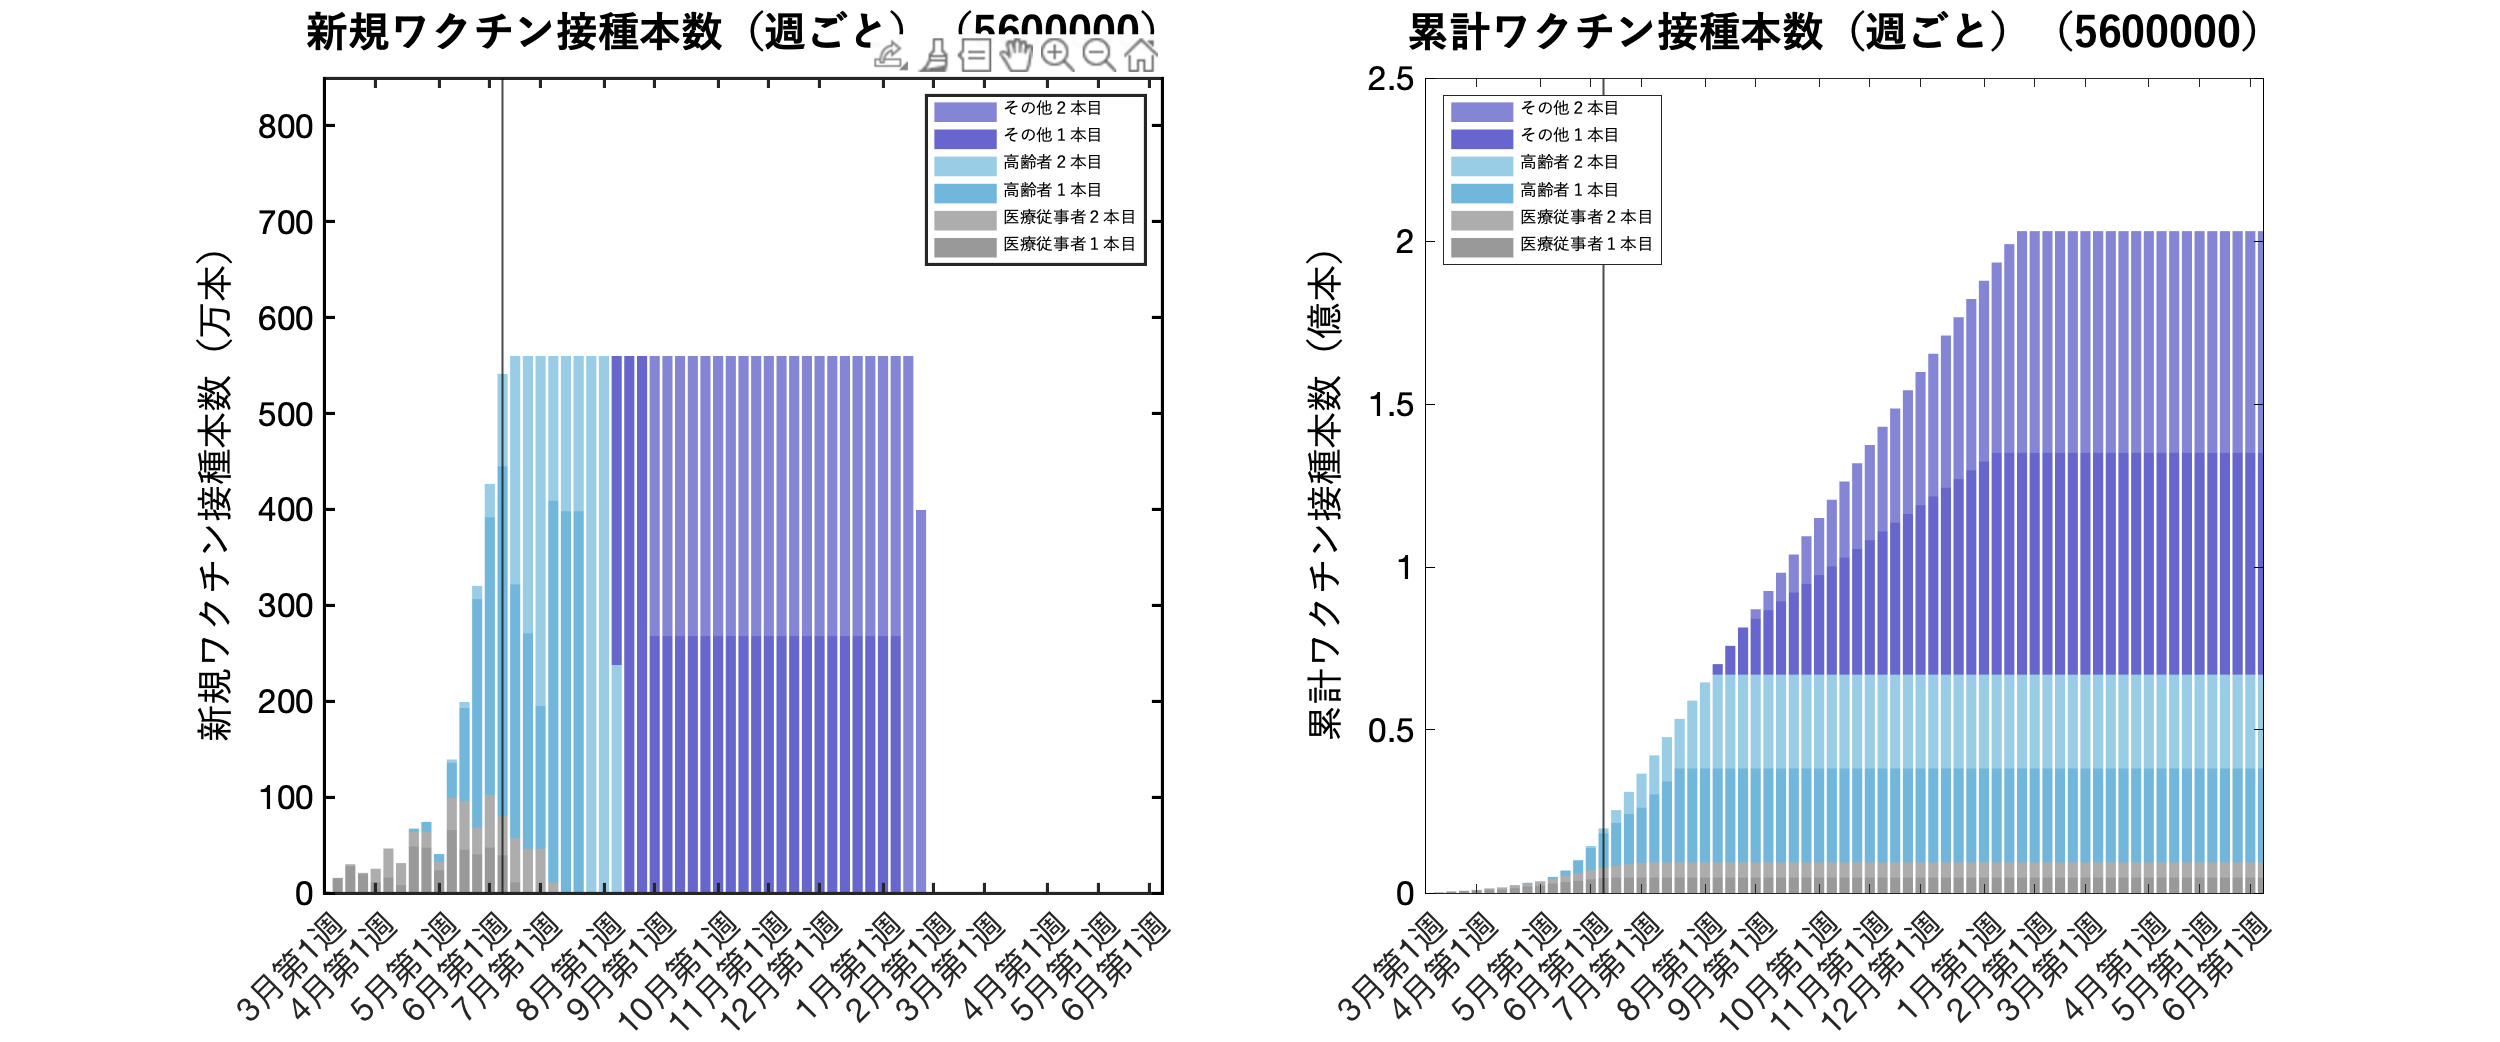 新規ワクチン接種本数（週ごと）（5600000）
新規ワクチン接種本数（万本）
800
700
600
500
400
300
200
100
0
その他２本目
その他１本目
高齢者２本目
高齢者１本目
医療従事者２本目
医療従事者１本目
3月第1週
4月第1週
5月第1週
6月第1週
7月第1週
8月第1週
9月第1週
10月第1週
11月第1週
12月第1週
1月第1週
2月第1週
3月第1週
4月第1週
5月第1週
6月第1週
累計ワクチン接種本数（週ごと）（5600000）
累計ワクチン接種本数（億本）
2.5
2
1.5
1
0.5
0
その他２本目
その他１本目
高齢者２本目
高齢者１本目
医療従事者２本目
医療従事者１本目
3月第1週
4月第1週
5月第1週
6月第1週
7月第1週
8月第1週
9月第1週
10月第1週
11月第1週
12月第1週
1月第1週
2月第1週
3月第1週
4月第1週
5月第1週
6月第1週